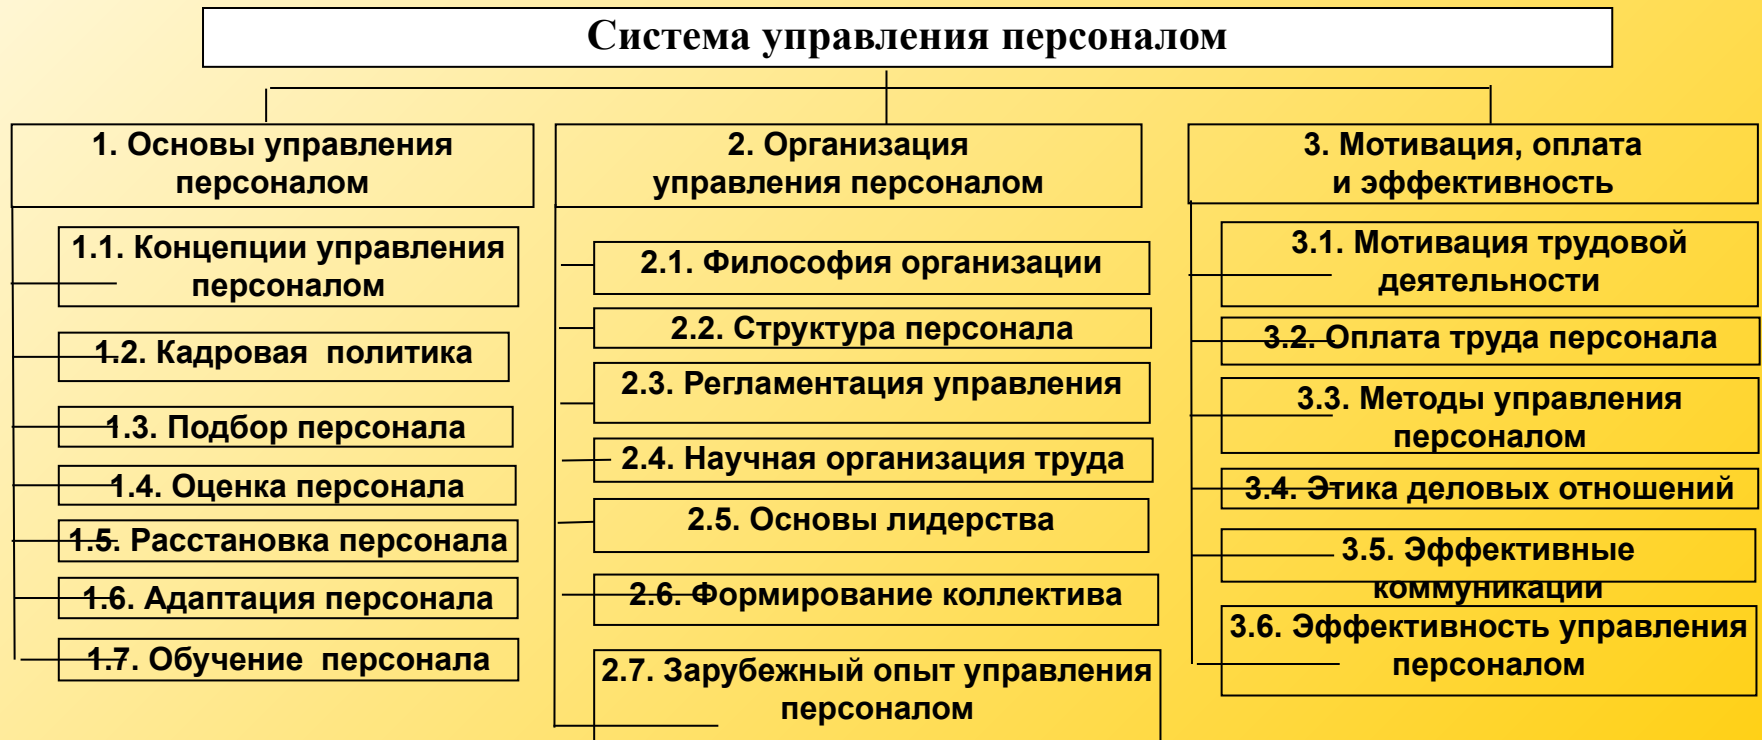 Система управления персоналом
1. Основы управления
персоналом
1.1. Концепции управления
персоналом
1.2. Кадровая политика
1.3. Подбор персонала
1.4. Оценка персонала
1.5. Расстановка персонала
1.6. Адаптация персонала
1.7. Обучение персонала
2. Организация
управления персоналом
2.1. Философия организации
2.2. Структура персонала
2.3. Регламентация управления
2.4. Научная организация труда
2.5. Основы лидерства
2.6. Формирование коллектива
2.7. Зарубежный опыт управления
персоналом
3. Мотивация, оплата
и эффективность
3.1. Мотивация трудовой
деятельности
3.2. Оплата труда персонала
3.3. Методы управления
персоналом
3.4. Этика деловых отношений
3.5. Эффективные
коммуникации
3.6. Эффективность управления
персоналом